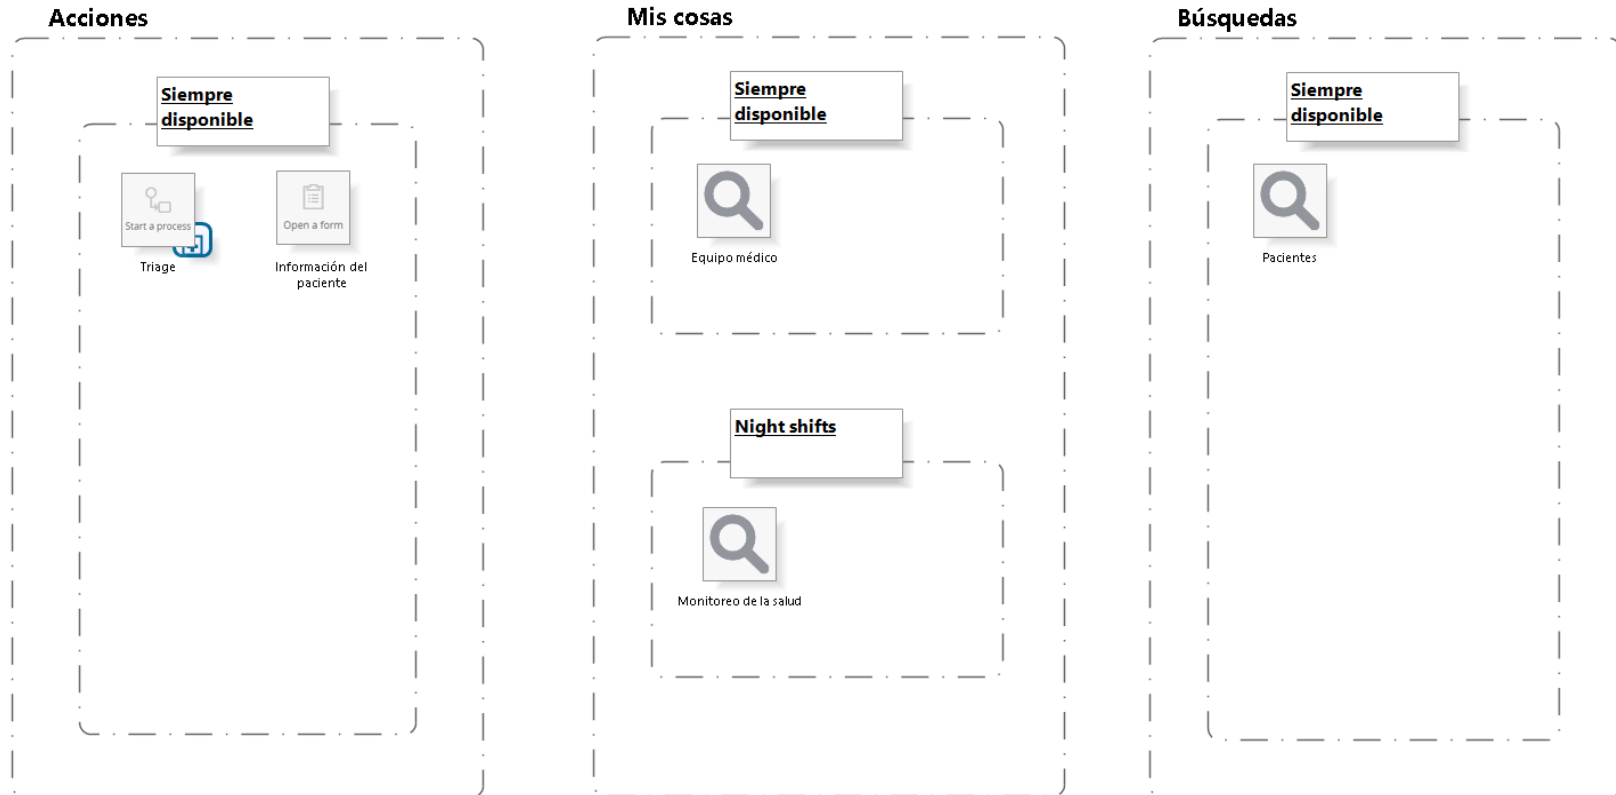 Acciones
Siempre
disponible
Start a process
Triage
Open a form
Información del
paciente
Mis cosas
Siempre
disponible
Equipo médico
Night shifts
Monitoreo de la salud
Búsquedas
Siempre
disponible
Pacientes